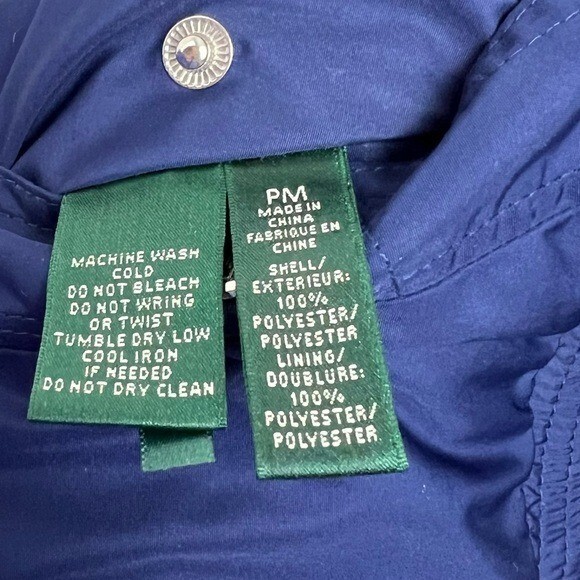 MACHINE WASH
COLD
DO NOT BLEACH
DO NOT WRING
OR TWIST
TUMBLE DRY LOW
COOL IRON
IF NEEDED
DO NOT DRY CLEAN
PM
MADE IN
CHINA
FABRIQUE EN
CHINE
SHELL/
EXTERIEUR:
100%
POLYESTER/
POLYESTER
LINING/
DOUBLURE:
100%
POLYESTER/
POLYESTER